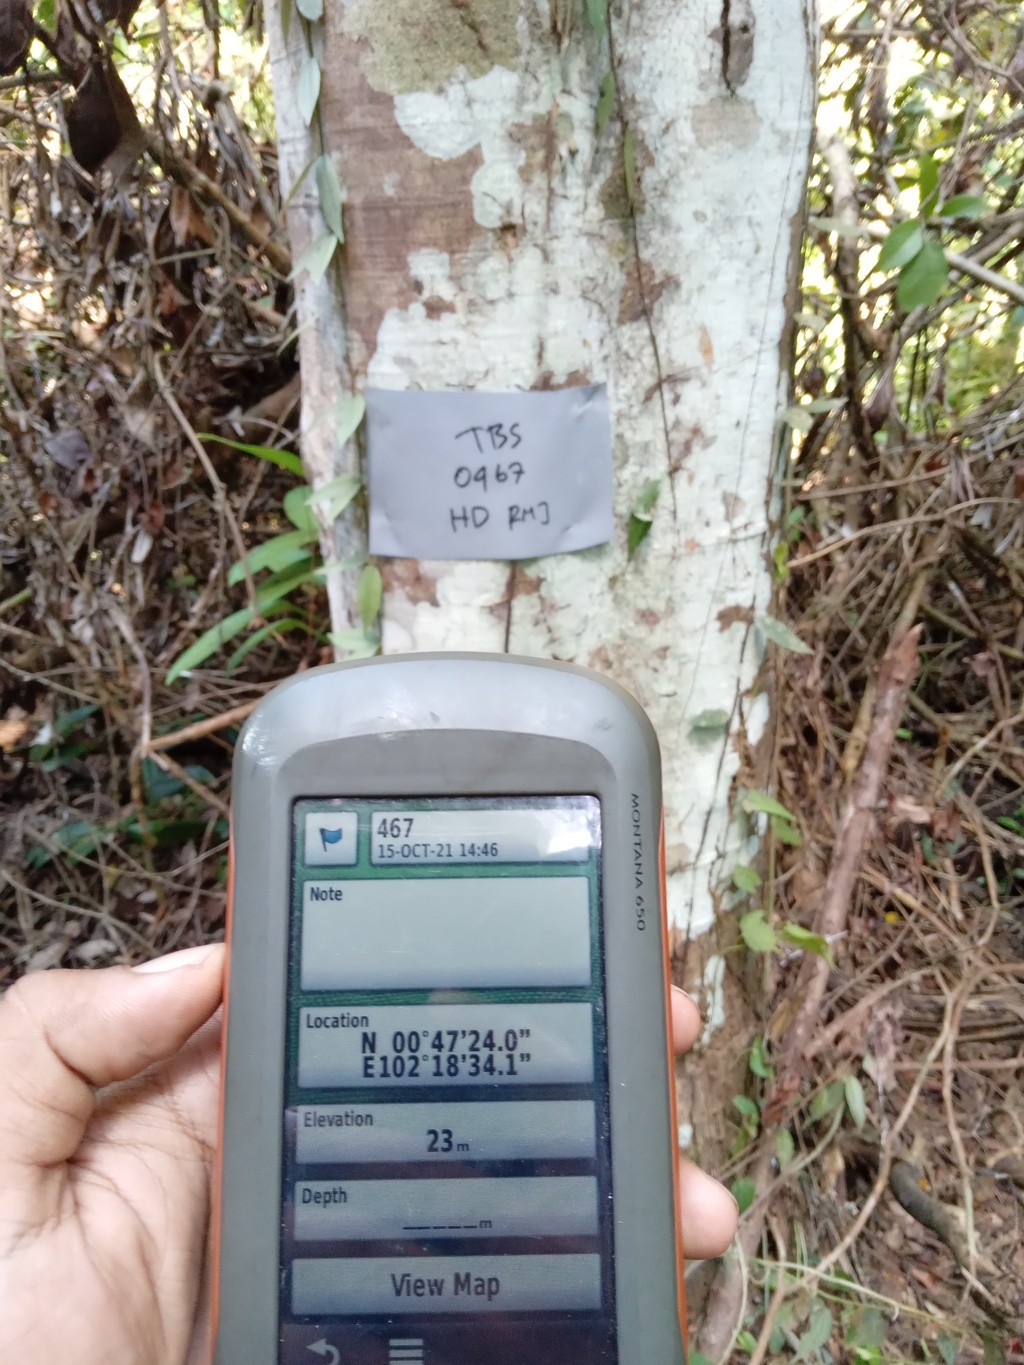 TBS
0467
HD RMJ
MONTANA 650
467
15-OCT-21 14:46
Note
Location
N 00°47'24.0"
E102°18'34.1"
Elevation
23m
Depth
_____m
View Map